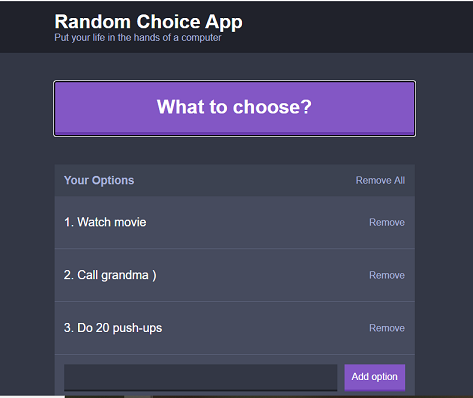 Random Choice App
Put your life in the hands of a computer
What to choose?
Your Options Remove All
1. Watch movie Remove
2. Call grandma ) Remove
3. Do 20 push-ups Remove
Add option